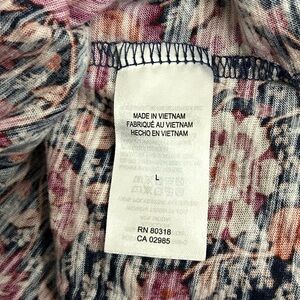 MADE IN VIETNAM
FABRIQUÉ AU VIETNAM
HECHO EN VIETNAM
L
RN 80318
CA 02985